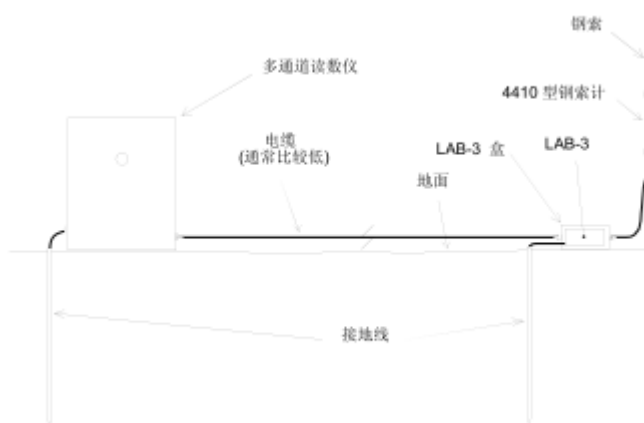 钢索
多通道读数仪
4410 型钢索计
电缆
(通常比较低)
LAB-3 盒
LAB-3
地面
接地线